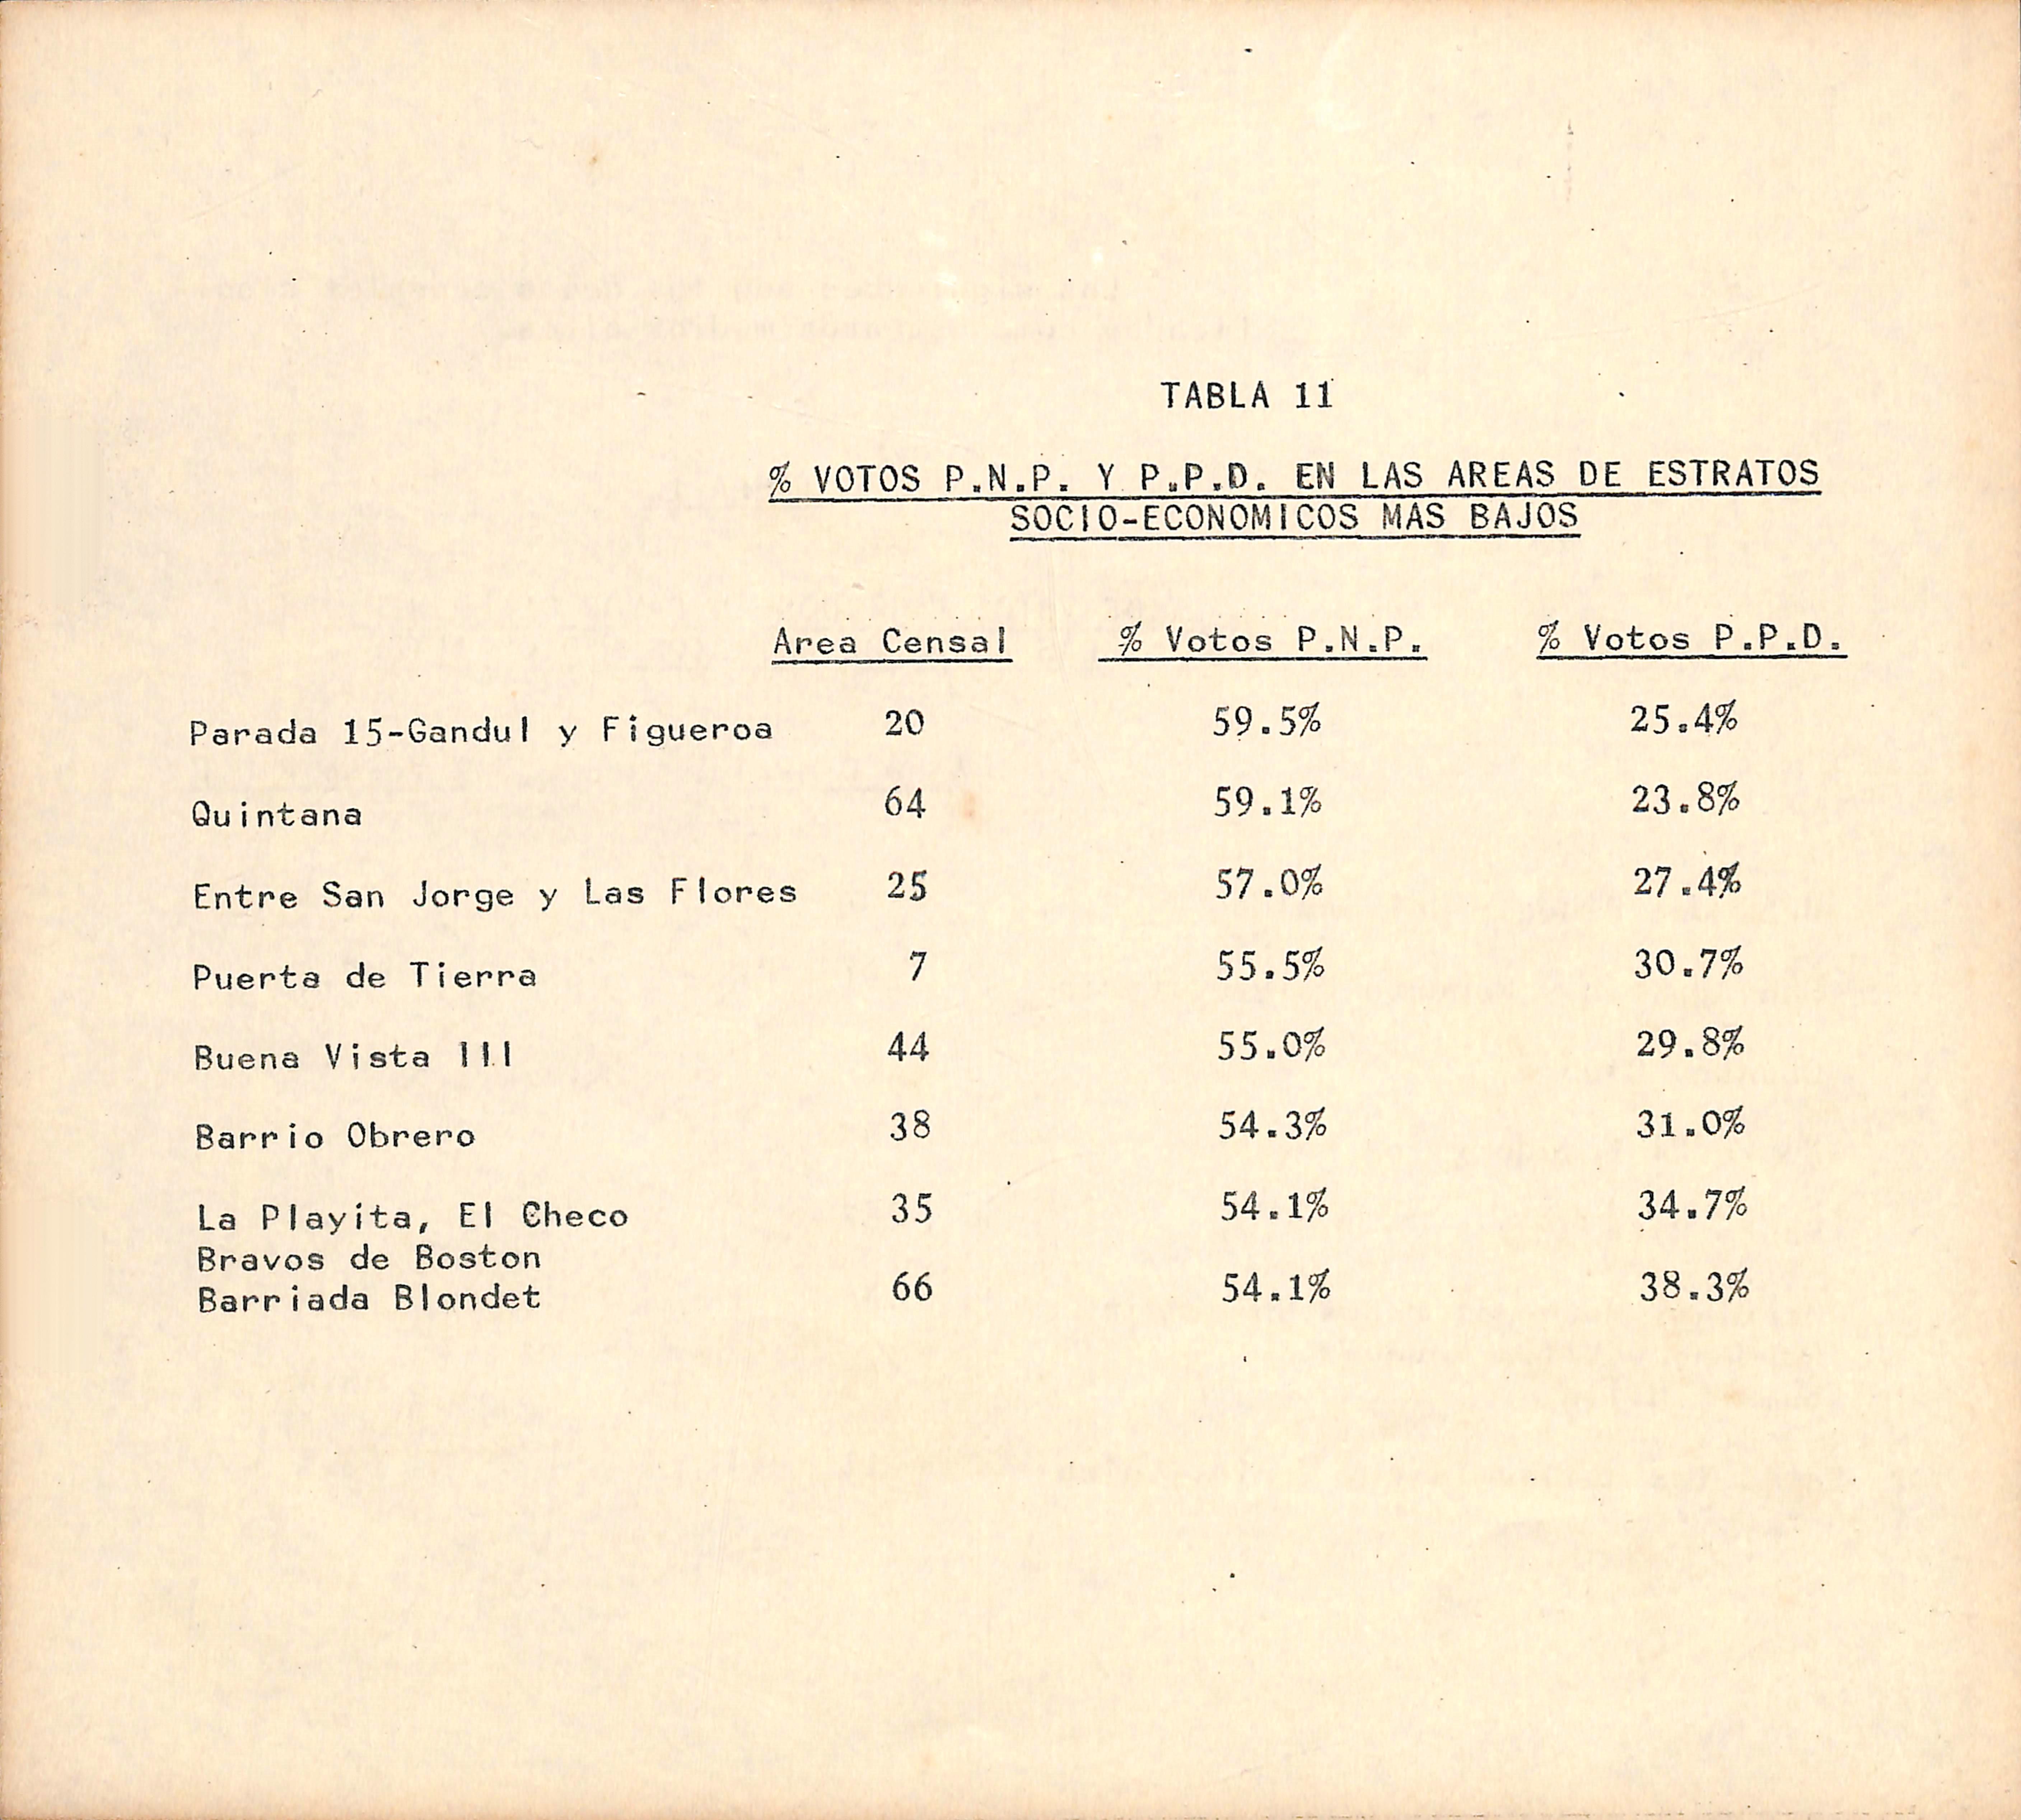 TABLA 11
% VOTOS P.N.P. Y P.P.D. EN LAS AREAS DE ESTRATOS
SOCIO-ECONOMICOS MAS BAJOS
Area Censal % Votos P.N.P. % Votos P.P.D.
Parada 15-Gandul y Figueroa 20 59.5% 25.4%
Quintana 64 59.1% 23.8%
Entre San Jorge y Las Flores 25 57.0% 27.4%
Puerta de Tierra 7 55.5% 30.7%
Buena Vista III 44 55.0% 29.8%
Barrio Obrero 38 54.3% 31.0%
La Playita, El Checo 35 54.1% 34.7%
Bravos de Boston
Barriada Blondet 66 54.1% 38.3%